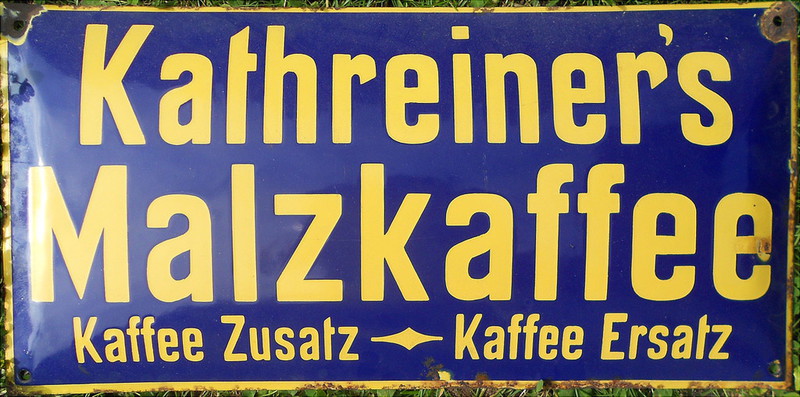 Kathreiner's
Malzkaffee
Kaffee Zusatz Kaffee Ersatz